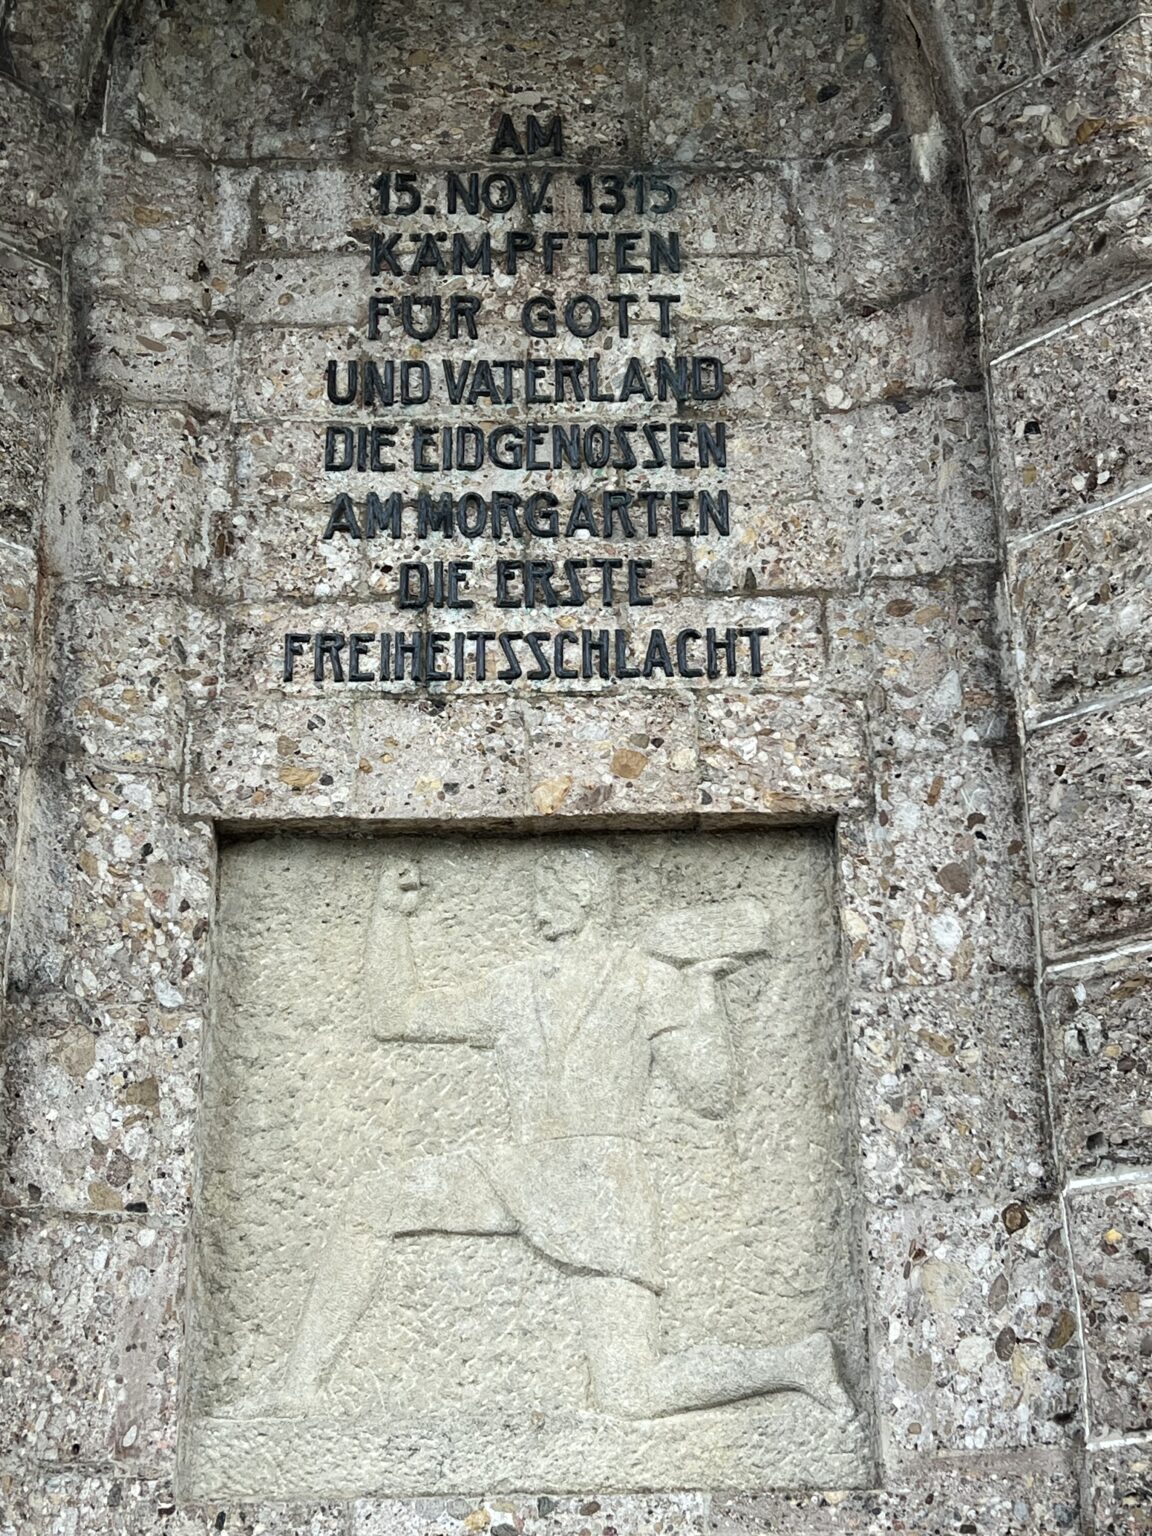 AM
15. NOV. 1315
KÄMPFTEN
FÜR GOTT
UND VATERLAND
DIE EIDGENOSSEN
AM MORGARTEN
DIE ERSTE
FREIHEITSSCHLACHT